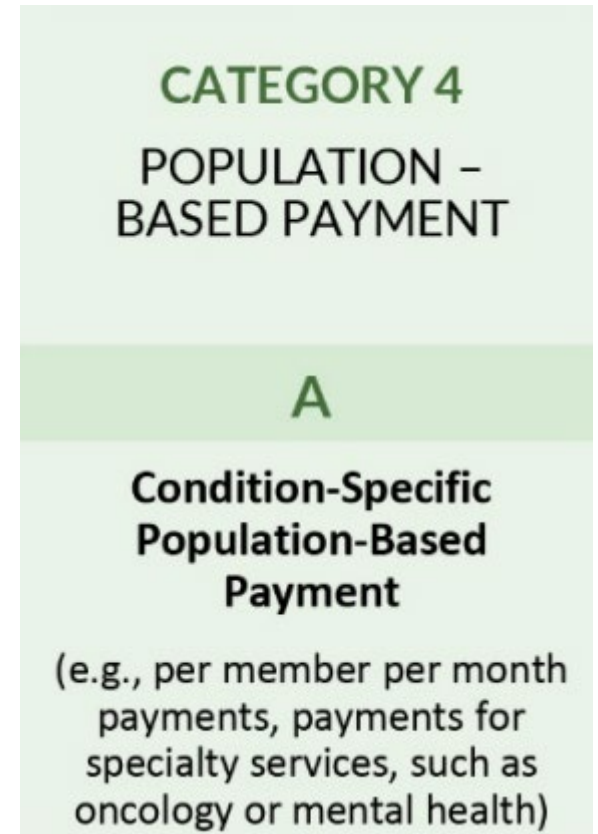 CATEGORY 4
POPULATION –
BASED PAYMENT
A
Condition-Specific
Population-Based
Payment
(e.g., per member per month
payments, payments for
specialty services, such as
oncology or mental health)